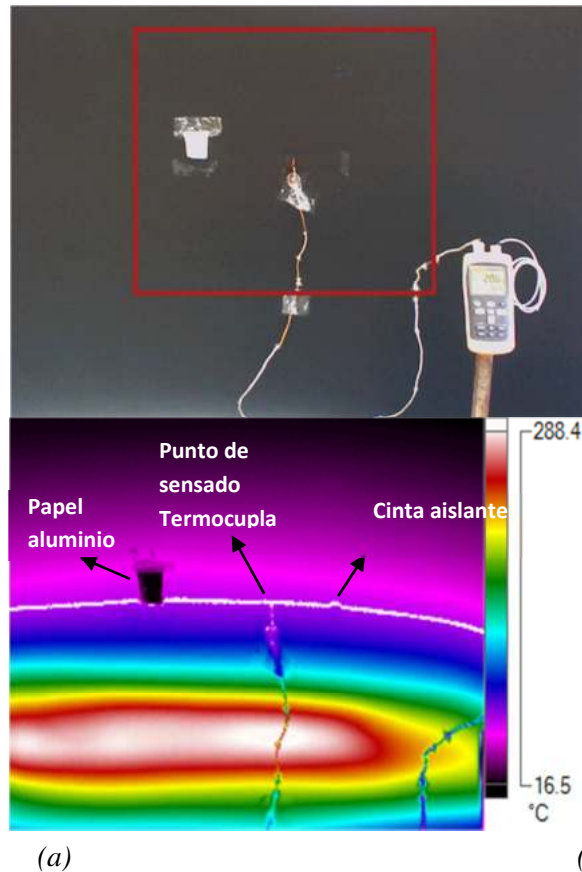 288.4
Punto de
sensado
Termocupla
Papel
aluminio
Cinta aislante
16.5
°C
(a)
(